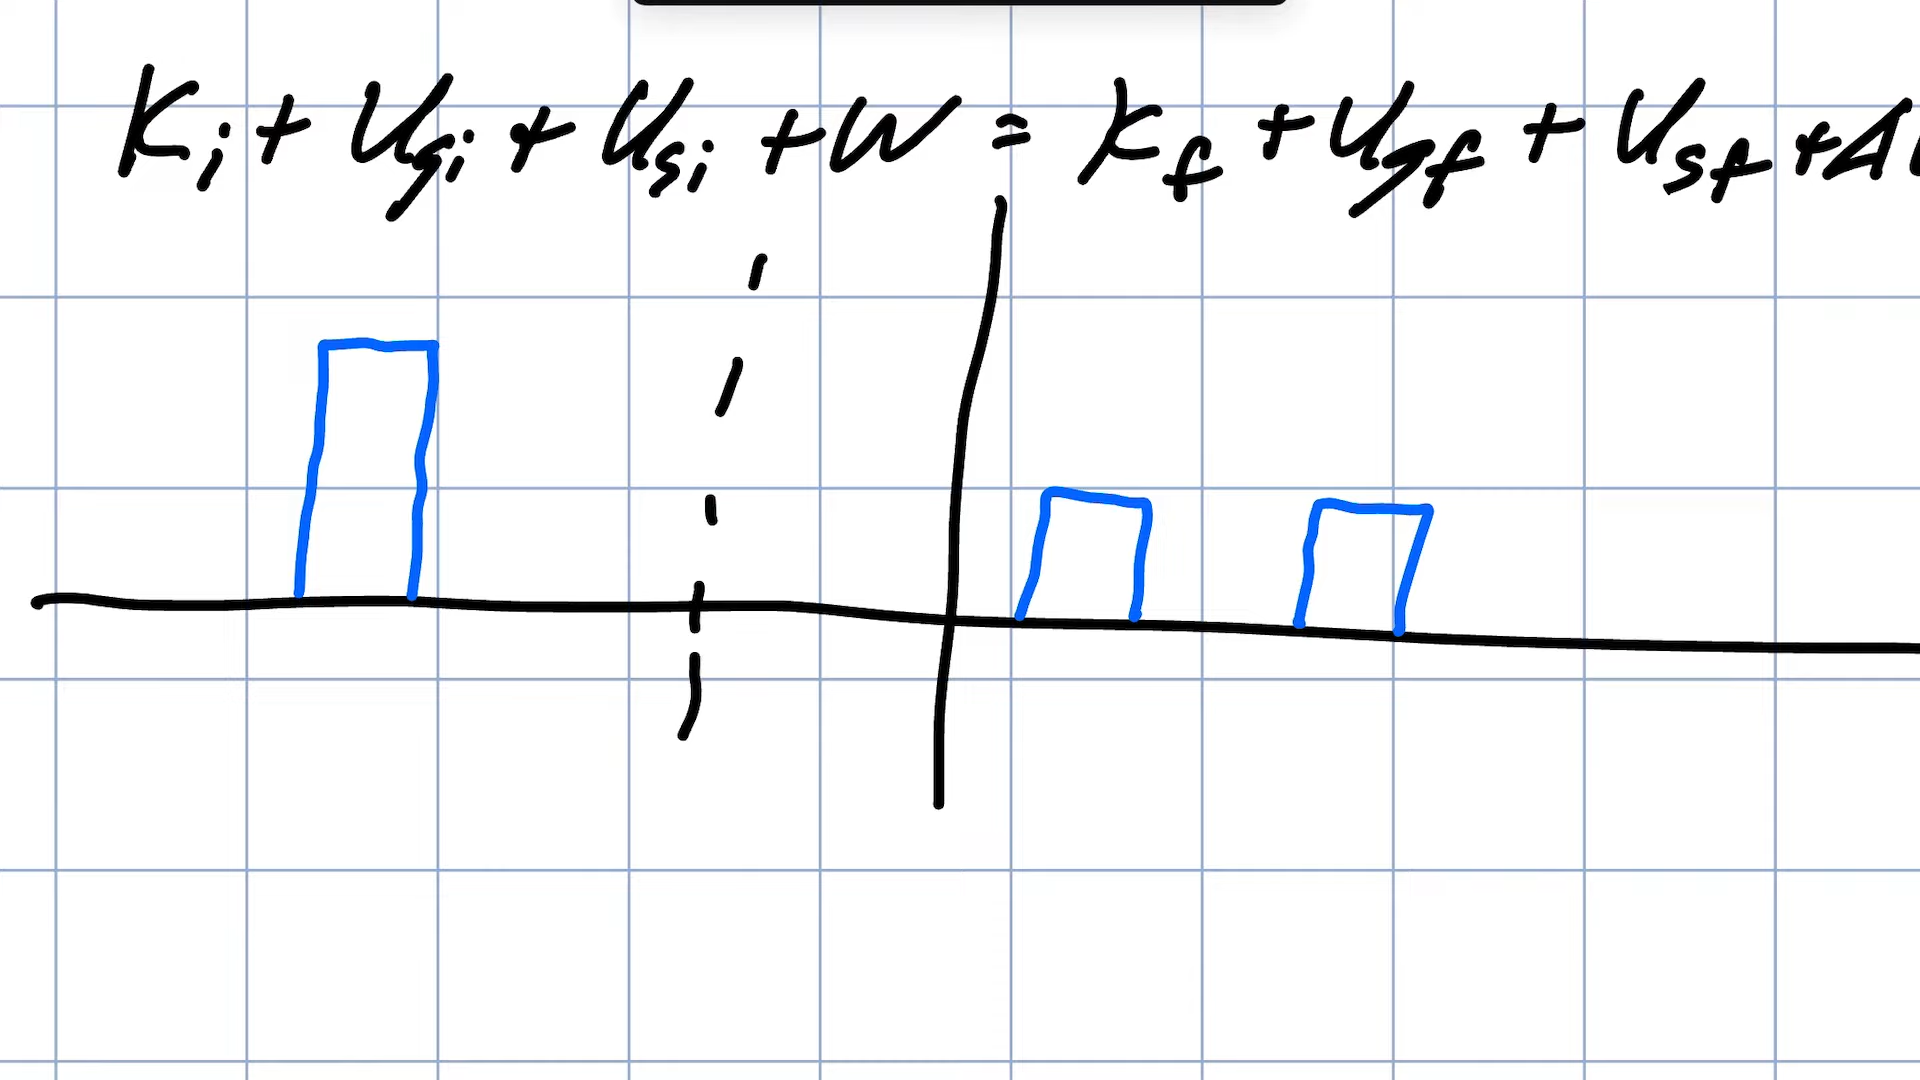 Ki + Ugi + Usi + W = Kf + Ugf + Usf + Δ